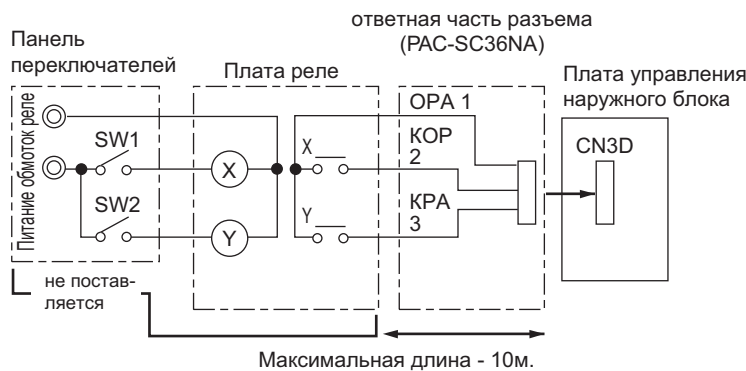 ответная часть разъема
(PAC-SC36NA)
Панель
переключателей
Плата реле
Плата управления
наружного блока
Питание обмоток реле
SW1
SW2
X
Y
X
Y
ОРА 1
КОР
2
КРА
3
CN3D
не постав-
ляется
Максимальная длина - 10м.